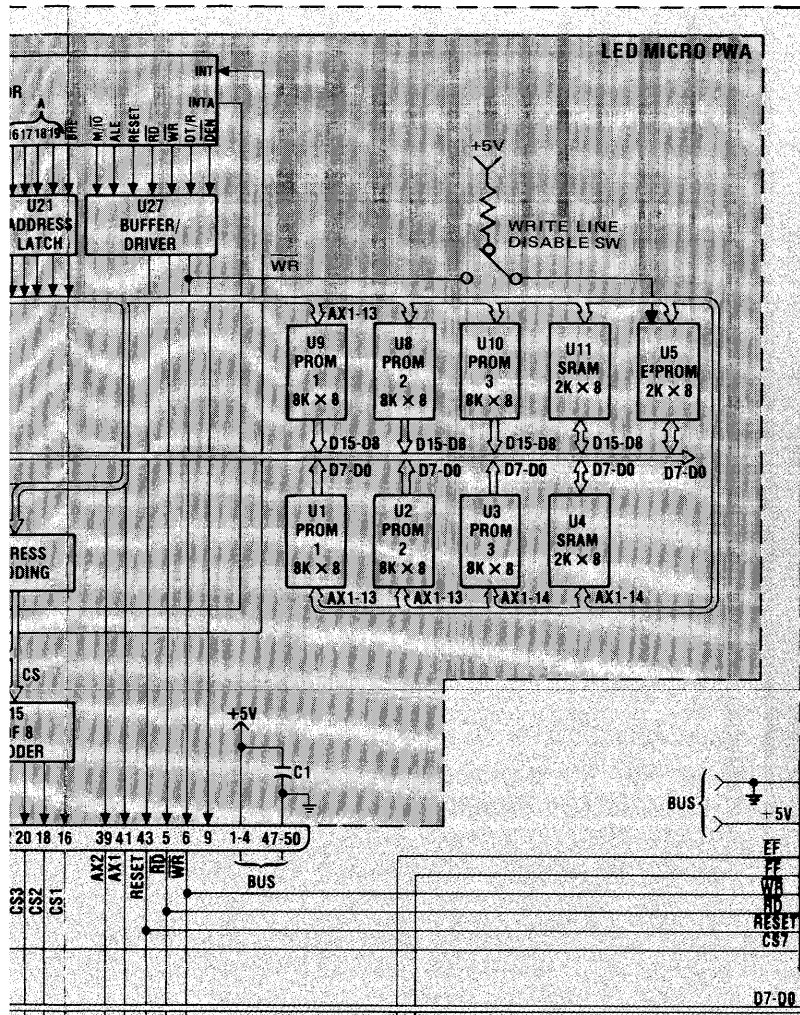 LED MICRO PWA
INT
INTA
OR
A
16 17 18 19 BHE M/IO ALE RESET RD WR DT/R DEN
U21
ADDRESS
LATCH
U27
BUFFER/
DRIVER
+5V
WRITE LINE
DISABLE SW
WR
AX1-13
U9
PROM
1
8K × 8
U8
PROM
2
8K × 8
U10
PROM
3
8K × 8
U11
SRAM
2K × 8
U5
E²PROM
2K × 8
D15-D8 D15-D8 D15-D8 D15-D8
D7-D0 D7-D0 D7-D0 D7-D0 D7-D0
U1
PROM
1
8K × 8
U2
PROM
2
8K × 8
U3
PROM
3
8K × 8
U4
SRAM
2K × 8
AX1-13 AX1-13 AX1-14 AX1-14
RESS
ODING
CS
15
OF 8
ODER
+5V
C1
20 18 16 39 41 43 5 6 9 1-4 47-50
CS3 CS2 CS1 AX2 AX1 RESET RD WR
BUS
BUS
+5V
EF
FF
WR
RD
RESET
CS7
D7-D0